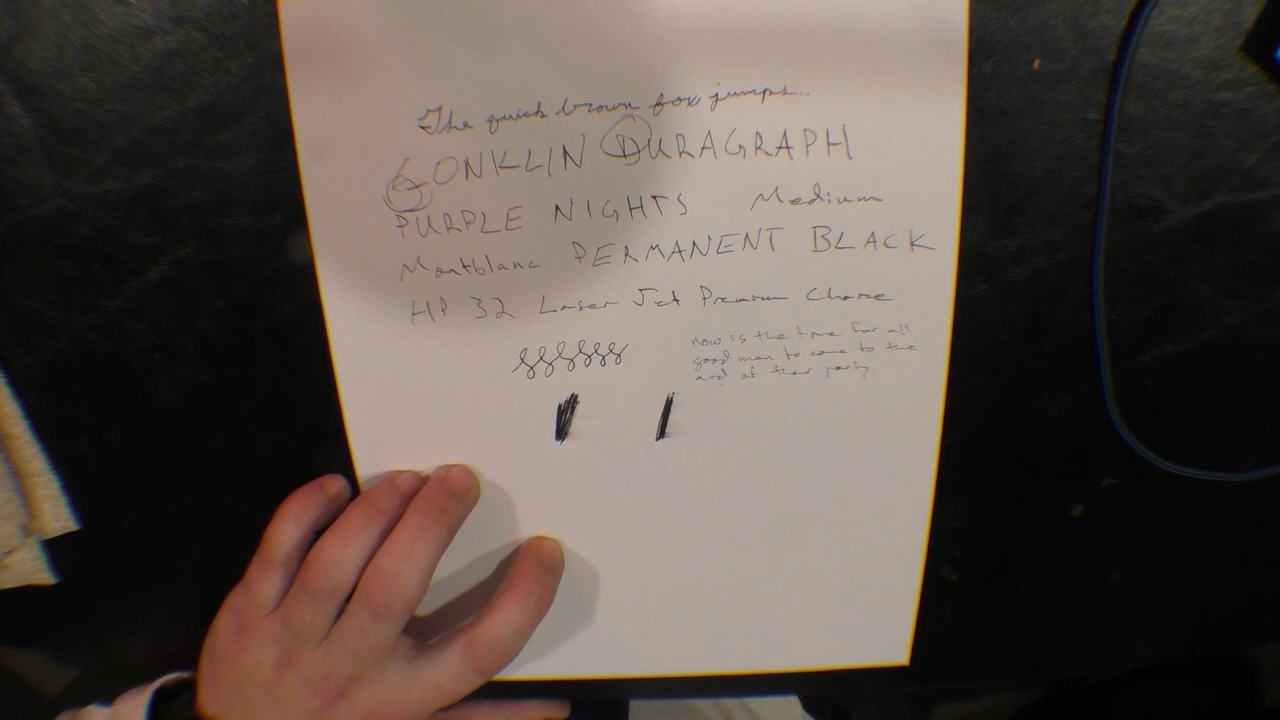 The quick brown fox jumps..
CONKLIN DURAGRAPH
PURPLE NIGHTS Medium
Montblanc PERMANENT BLACK
HP 32 Laser Jet Premium Choice
now is the time for all
good men to come to the
aid of their party.